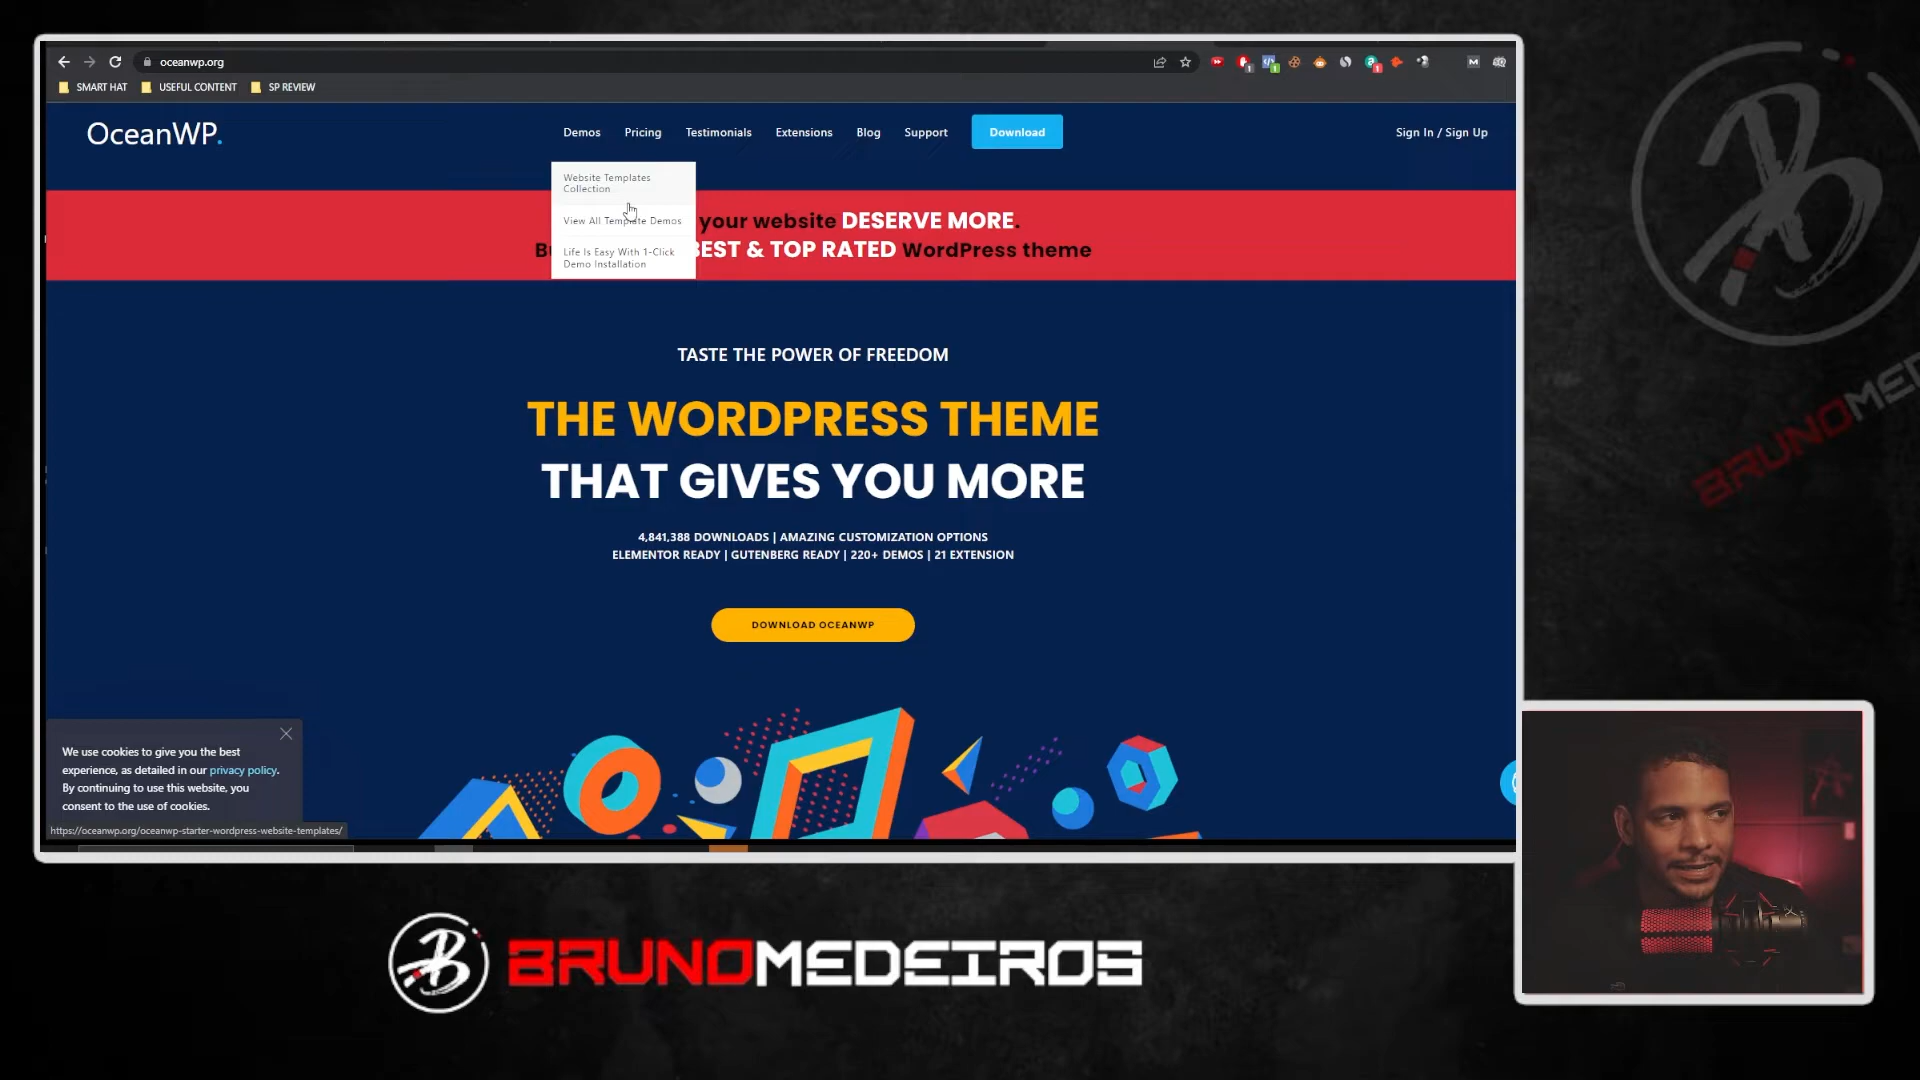 oceanwp.org
SMART HAT
USEFUL CONTENT
SP REVIEW
OceanWP.
Demos
Pricing
Testimonials
Extensions
Blog
Support
Download
Sign In / Sign Up
Website Templates
Collection
View All Template Demos
Life Is Easy With 1-Click
Demo Installation
your website DESERVE MORE.
BEST & TOP RATED WordPress theme
TASTE THE POWER OF FREEDOM
THE WORDPRESS THEME
THAT GIVES YOU MORE
4,841,388 DOWNLOADS | AMAZING CUSTOMIZATION OPTIONS
ELEMENTOR READY | GUTENBERG READY | 220+ DEMOS | 21 EXTENSION
DOWNLOAD OCEANWP
We use cookies to give you the best
experience, as detailed in our privacy policy.
By continuing to use this website, you
consent to the use of cookies.
https://oceanwp.org/oceanwp-starter-wordpress-website-templates/
BRUNOMEDEIROS